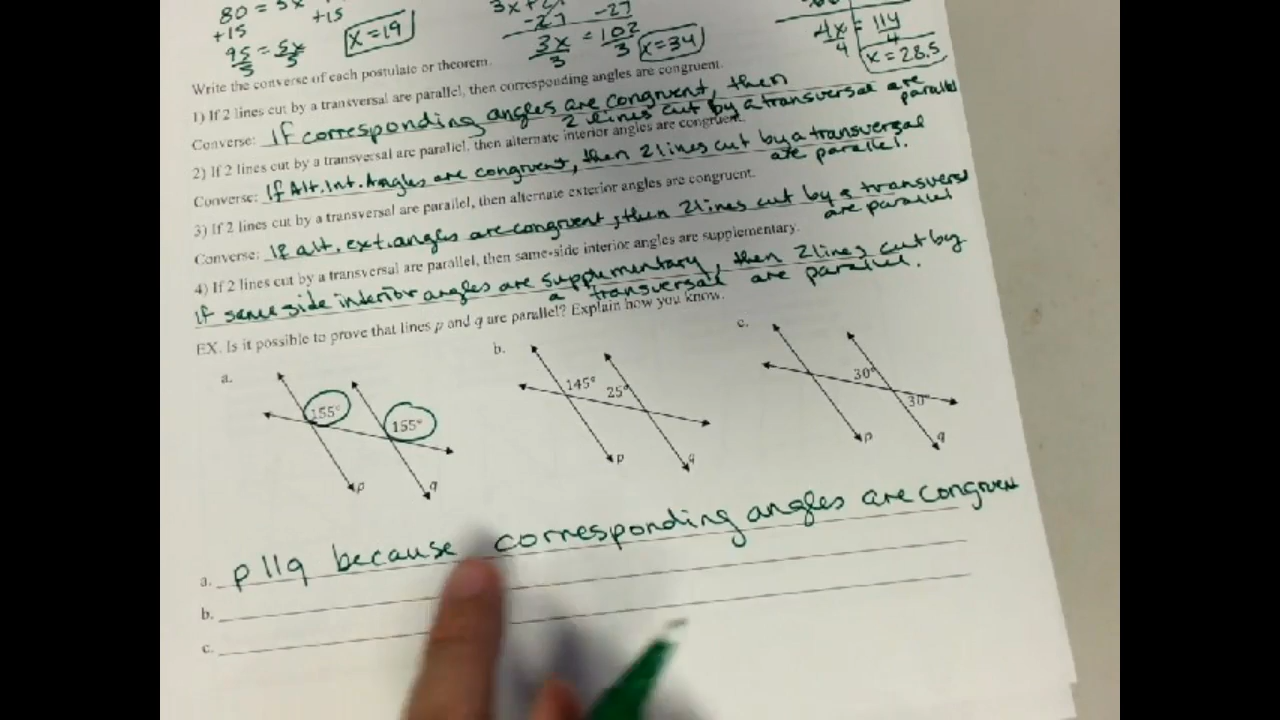 80 = 5x
+15 +15
95/5 = 5x/5
x=19
-27 -27
3x/3 = 102/3
x=34
4x/4 = 114/4
x = 28.5
Write the converse of each postulate or theorem.
1) If 2 lines cut by a transversal are parallel, then corresponding angles are congruent.
Converse: If corresponding angles are congruent, then
2 lines cut by a transversal are
parallel
2) If 2 lines cut by a transversal are parallel, then alternate interior angles are congruent.
Converse: If Alt. Int. Angles are congruent, then 2 lines cut by a transversal
are parallel.
3) If 2 lines cut by a transversal are parallel, then alternate exterior angles are congruent.
Converse: If alt. ext. angles are congruent, then 2 lines cut by a transversal
are parallel
4) If 2 lines cut by a transversal are parallel, then same-side interior angles are supplementary.
If same side interior angles are supplementary, then 2 lines cut by
a transversal are parallel.
EX. Is it possible to prove that lines p and q are parallel? Explain how you know.
a. b. c.
155° 155° p q
145° 25° p q
30° 30° p q
a. p||q because corresponding angles are congruent
b.
c.